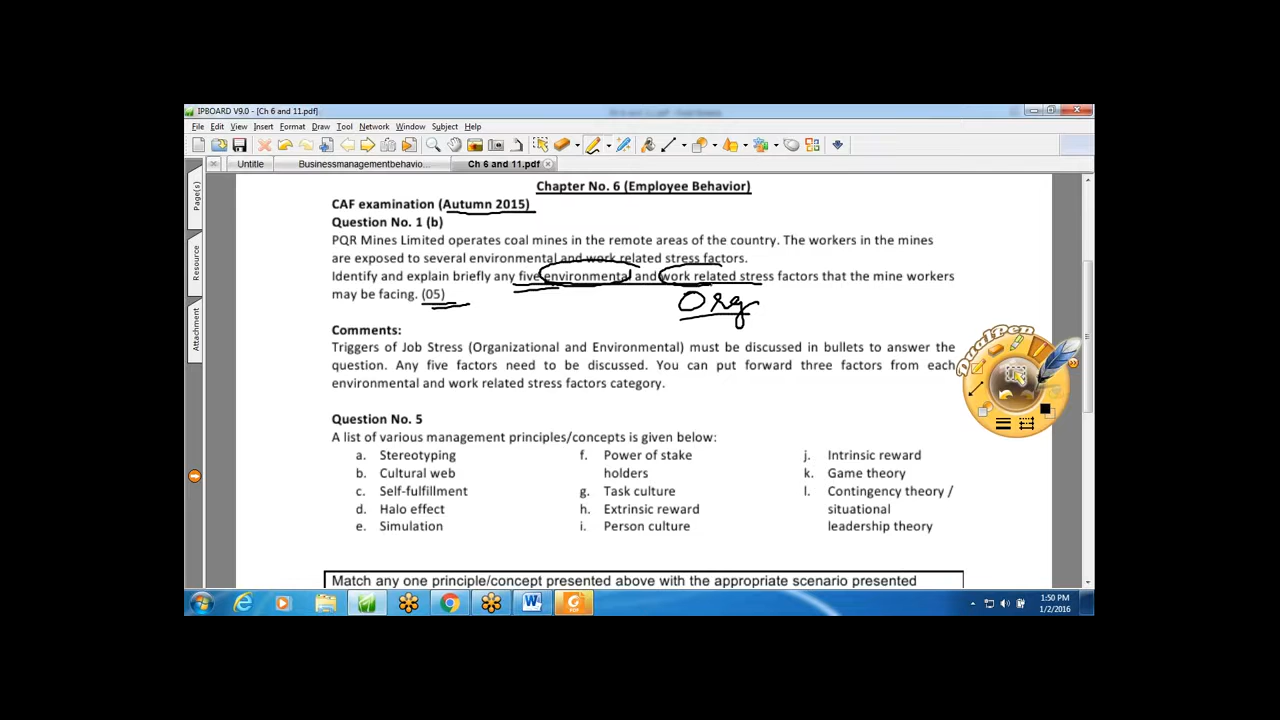 IPBOARD V9.0 - [Ch 6 and 11.pdf]
File Edit View Insert Format Draw Tool Network Window Subject Help
Untitle Businessmanagementbehavio... Ch 6 and 11.pdf
Page(s)
Resource
Attachment
Chapter No. 6 (Employee Behavior)
CAF examination (Autumn 2015)
Question No. 1 (b)
PQR Mines Limited operates coal mines in the remote areas of the country. The workers in the mines
are exposed to several environmental and work related stress factors.
Identify and explain briefly any five environmental and work related stress factors that the mine workers
may be facing. (05)
Org
Comments:
Triggers of Job Stress (Organizational and Environmental) must be discussed in bullets to answer the
question. Any five factors need to be discussed. You can put forward three factors from each
environmental and work related stress factors category.
DualPen
Question No. 5
A list of various management principles/concepts is given below:
a. Stereotyping f. Power of stake j. Intrinsic reward
b. Cultural web holders k. Game theory
c. Self-fulfillment g. Task culture l. Contingency theory /
d. Halo effect h. Extrinsic reward situational
e. Simulation i. Person culture leadership theory
Match any one principle/concept presented above with the appropriate scenario presented
1:50 PM
1/2/2016